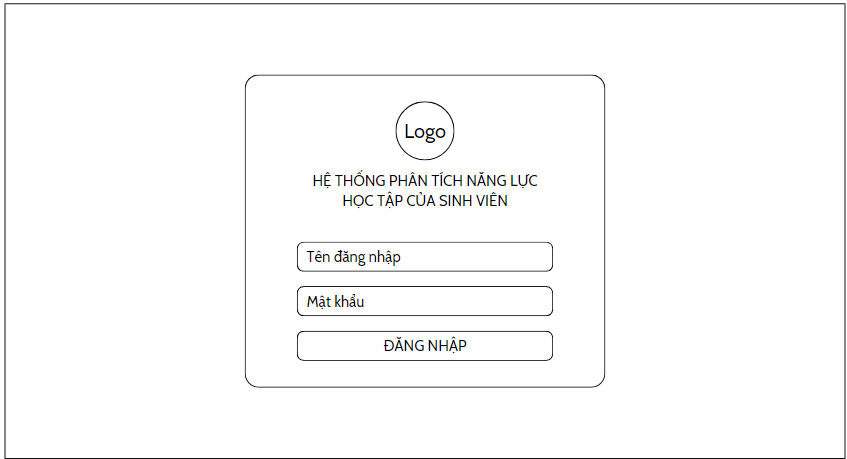 Logo
HỆ THỐNG PHÂN TÍCH NĂNG LỰC
HỌC TẬP CỦA SINH VIÊN
Tên đăng nhập
Mật khẩu
ĐĂNG NHẬP